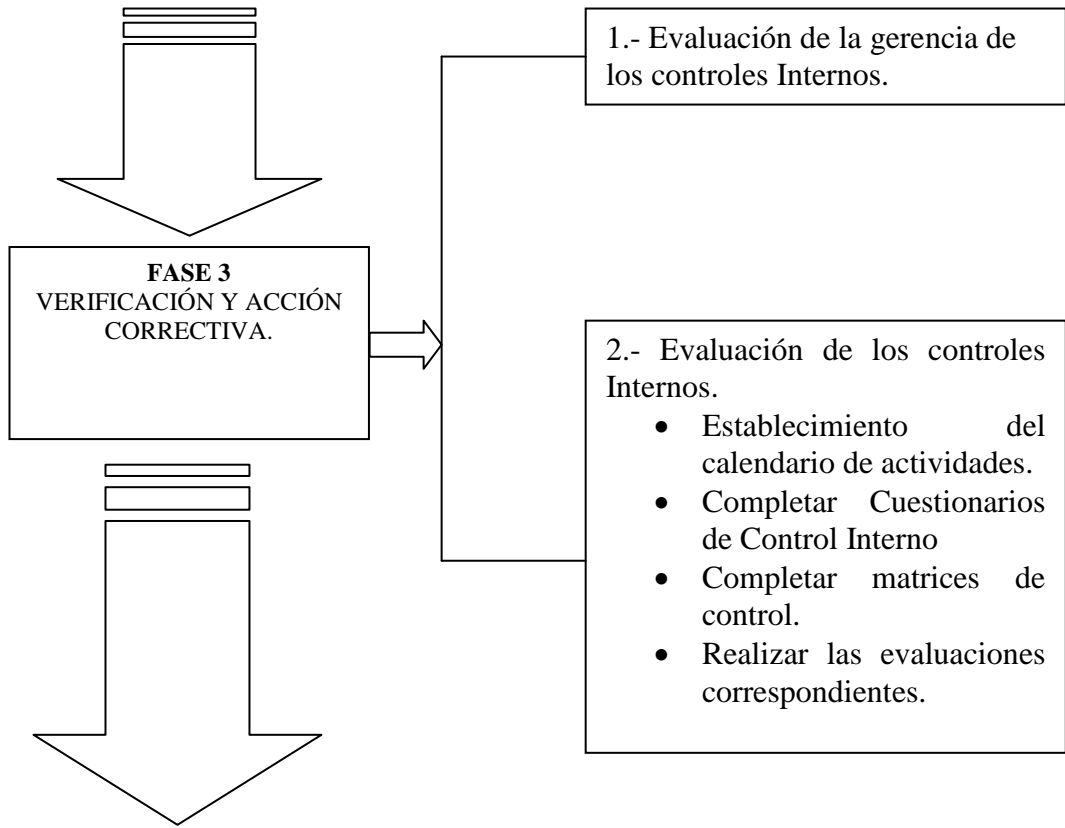 1.- Evaluación de la gerencia de
los controles Internos.
FASE 3
VERIFICACIÓN Y ACCIÓN
CORRECTIVA.
2.- Evaluación de los controles
Internos.
• Establecimiento del
calendario de actividades.
• Completar Cuestionarios
de Control Interno
• Completar matrices de
control.
• Realizar las evaluaciones
correspondientes.